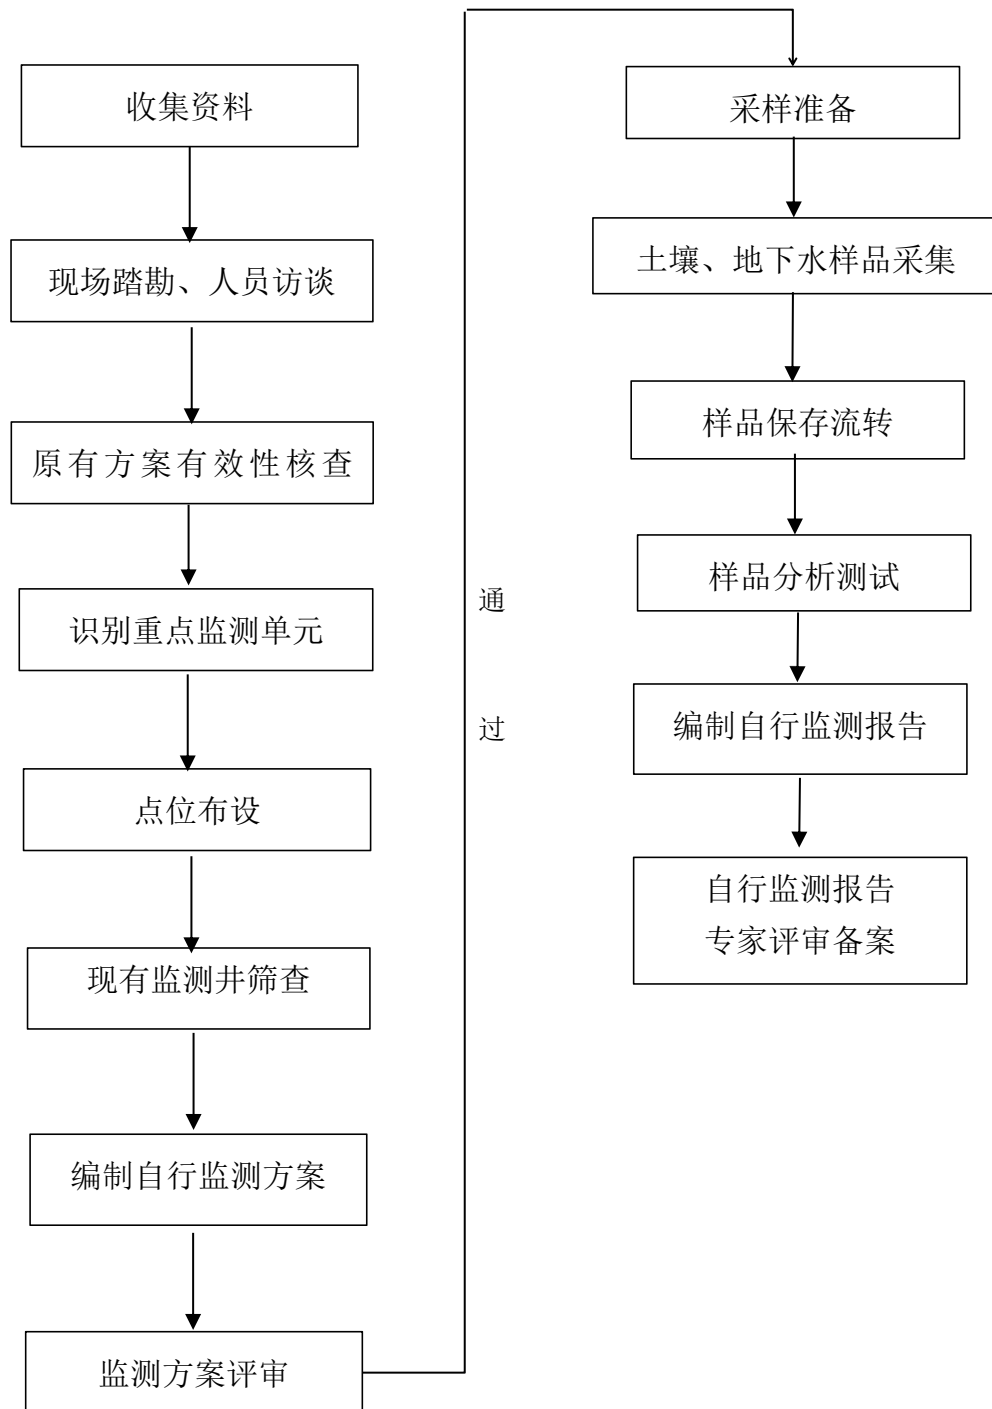 收集资料
现场踏勘、人员访谈
原有方案有效性核查
识别重点监测单元
点位布设
现有监测井筛查
编制自行监测方案
监测方案评审
通
过
采样准备
土壤、地下水样品采集
样品保存流转
样品分析测试
编制自行监测报告
自行监测报告
专家评审备案